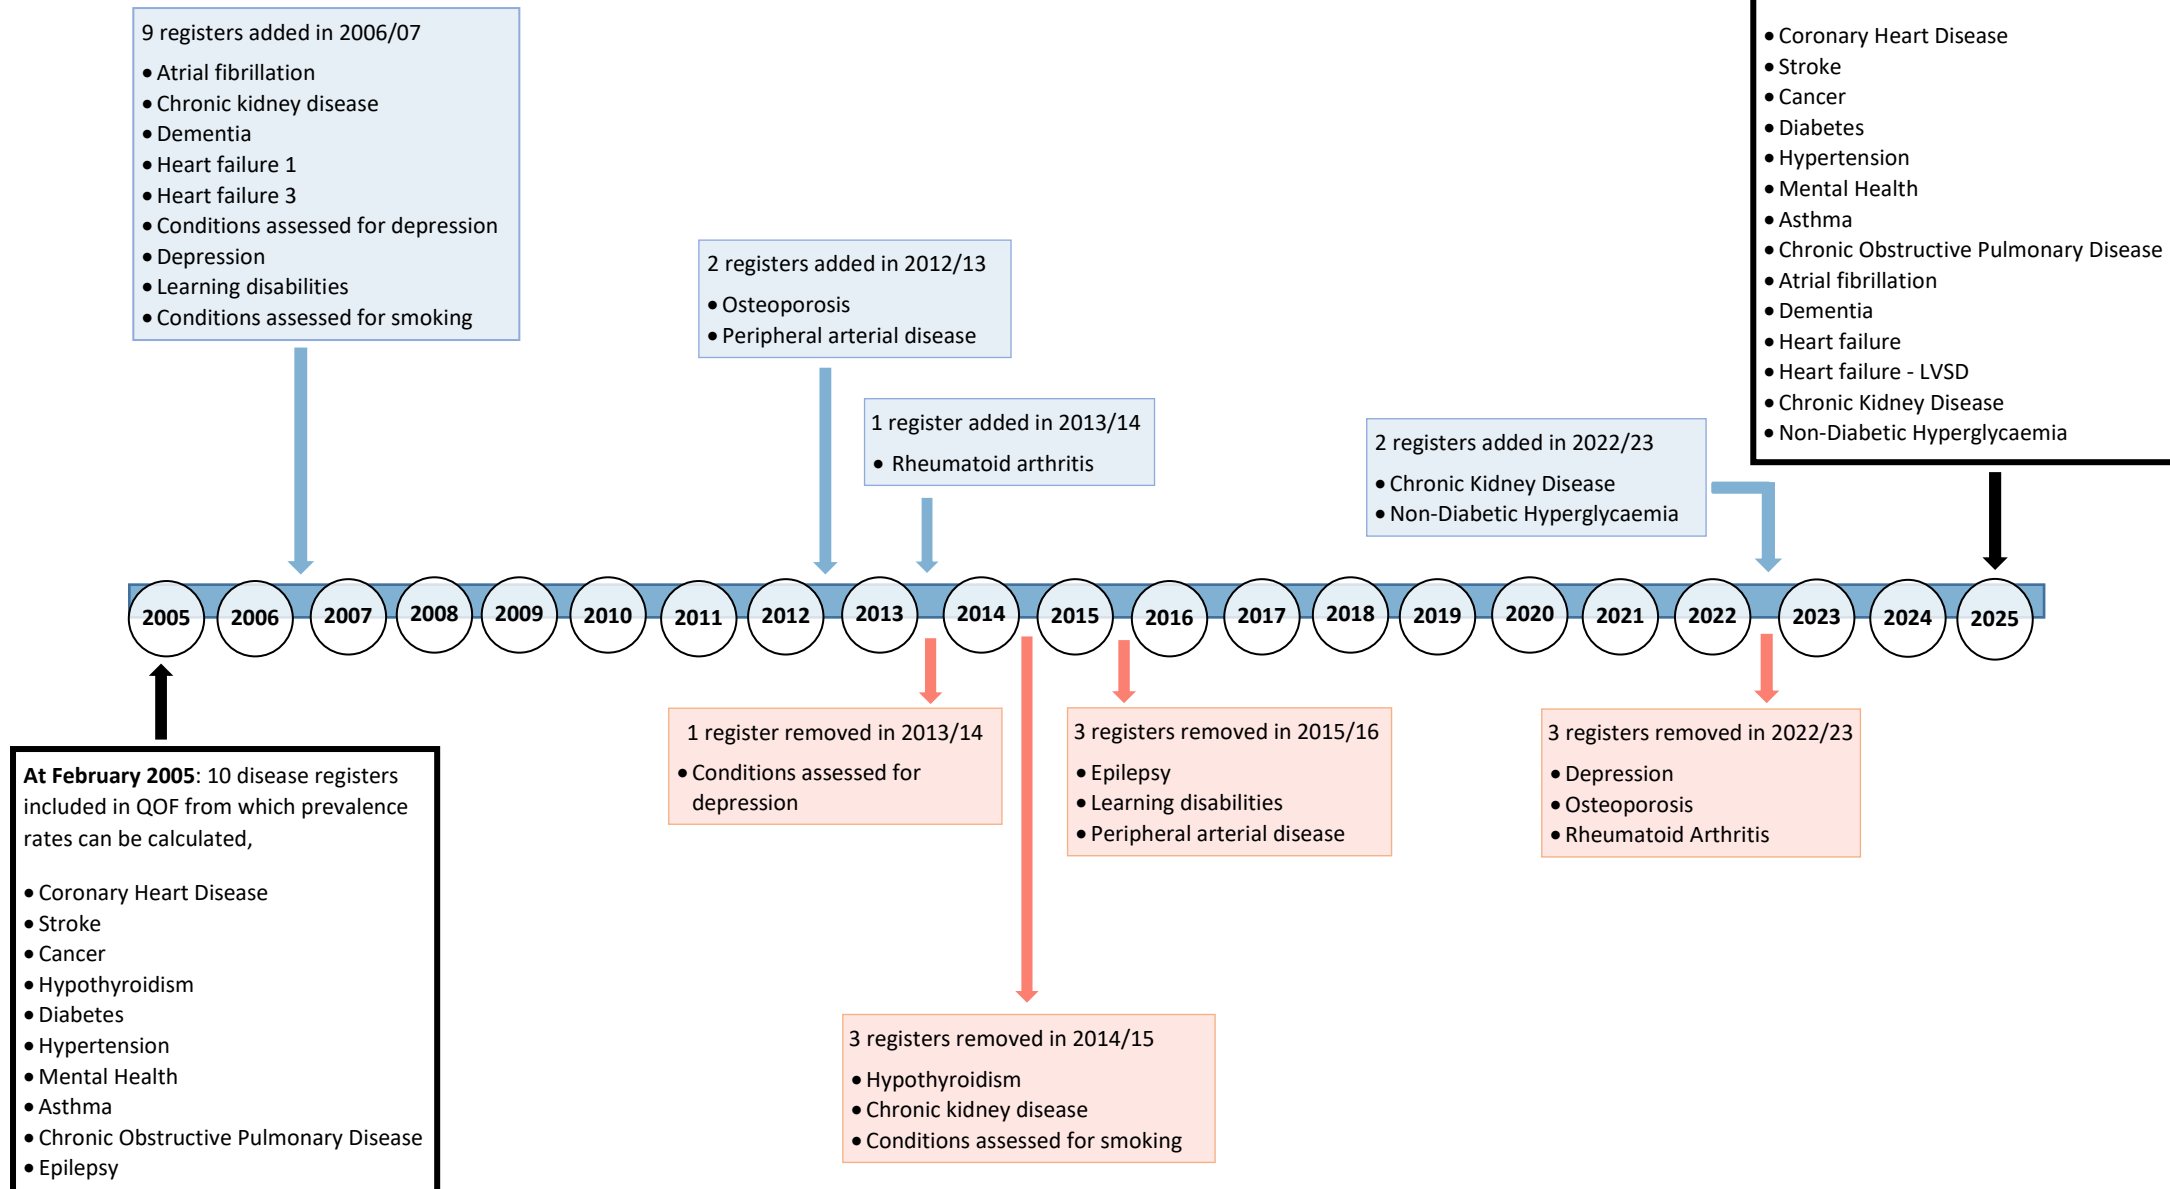 9 registers added in 2006/07
• Atrial fibrillation
• Chronic kidney disease
• Dementia
• Heart failure 1
• Heart failure 3
• Conditions assessed for depression
• Depression
• Learning disabilities
• Conditions assessed for smoking
2 registers added in 2012/13
• Osteoporosis
• Peripheral arterial disease
1 register added in 2013/14
• Rheumatoid arthritis
2 registers added in 2022/23
• Chronic Kidney Disease
• Non-Diabetic Hyperglycaemia
• Coronary Heart Disease
• Stroke
• Cancer
• Diabetes
• Hypertension
• Mental Health
• Asthma
• Chronic Obstructive Pulmonary Disease
• Atrial fibrillation
• Dementia
• Heart failure
• Heart failure - LVSD
• Chronic Kidney Disease
• Non-Diabetic Hyperglycaemia
2005 2006 2007 2008 2009 2010 2011 2012 2013 2014 2015 2016 2017 2018 2019 2020 2021 2022 2023 2024 2025
At February 2005: 10 disease registers
included in QOF from which prevalence
rates can be calculated,
• Coronary Heart Disease
• Stroke
• Cancer
• Hypothyroidism
• Diabetes
• Hypertension
• Mental Health
• Asthma
• Chronic Obstructive Pulmonary Disease
• Epilepsy
1 register removed in 2013/14
• Conditions assessed for
depression
3 registers removed in 2014/15
• Hypothyroidism
• Chronic kidney disease
• Conditions assessed for smoking
3 registers removed in 2015/16
• Epilepsy
• Learning disabilities
• Peripheral arterial disease
3 registers removed in 2022/23
• Depression
• Osteoporosis
• Rheumatoid Arthritis